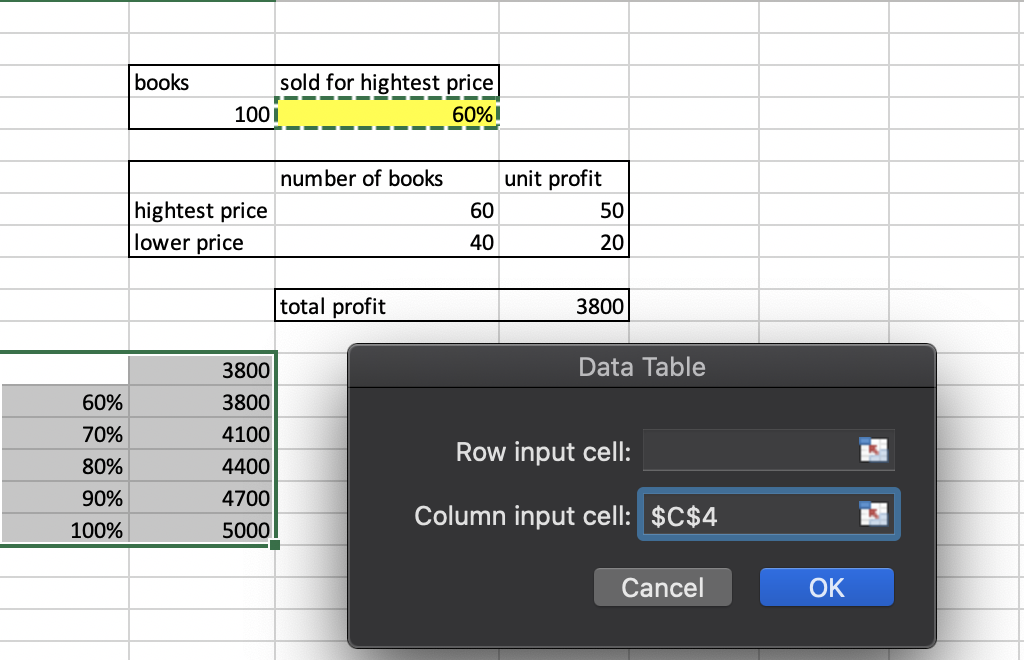 books sold for hightest price
100 60%
number of books unit profit
hightest price 60 50
lower price 40 20
total profit 3800
3800
60% 3800
70% 4100
80% 4400
90% 4700
100% 5000
Data Table
Row input cell:
Column input cell: $C$4
Cancel OK